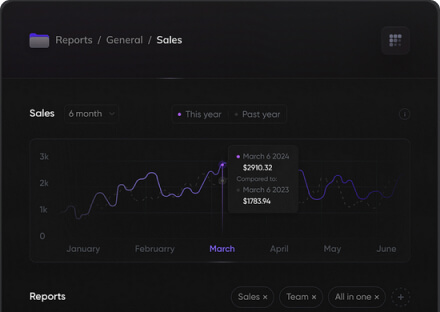 Reports / General / Sales
Sales 6 month This year Past year
3k
2k
1k
0
March 6 2024
$2910.32
Compared to:
March 6 2023
$1783.94
January Februarry March April May June
Reports Sales × Team × All in one × +